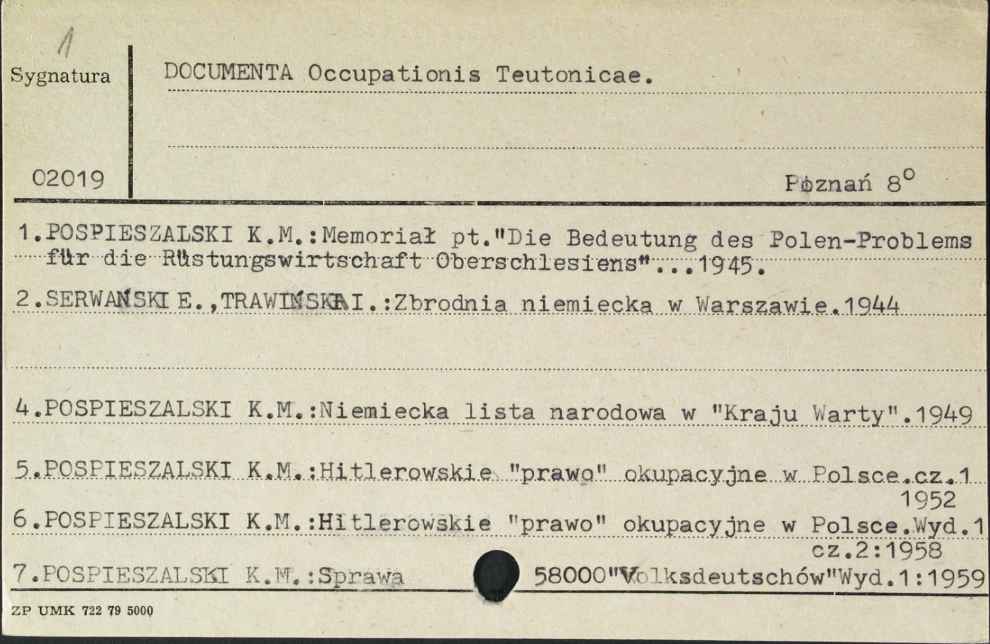 1
Sygnatura
DOCUMENTA Occupationis Teutonicae.
02019
Poznań 8°
1.POSPIESZALSKI K.M.:Memoriał pt."Die Bedeutung des Polen-Problems
für die Rüstungswirtschaft Oberschlesiens"...1945.
2.SERWAŃSKI E.,TRAWIŃSKA I.:Zbrodnia niemiecka w Warszawie.1944
4.POSPIESZALSKI K.M.:Niemiecka lista narodowa w "Kraju Warty".1949
5.POSPIESZALSKI K.M.:Hitlerowskie "prawo" okupacyjne w Polsce.cz.1
1952
6.POSPIESZALSKI K.M.:Hitlerowskie "prawo" okupacyjne w Polsce.Wyd.1
cz.2:1958
7.POSPIESZALSKI K.M.:Sprawa 58000"Volksdeutschów"Wyd.1:1959
ZP UMK 722 79 5000